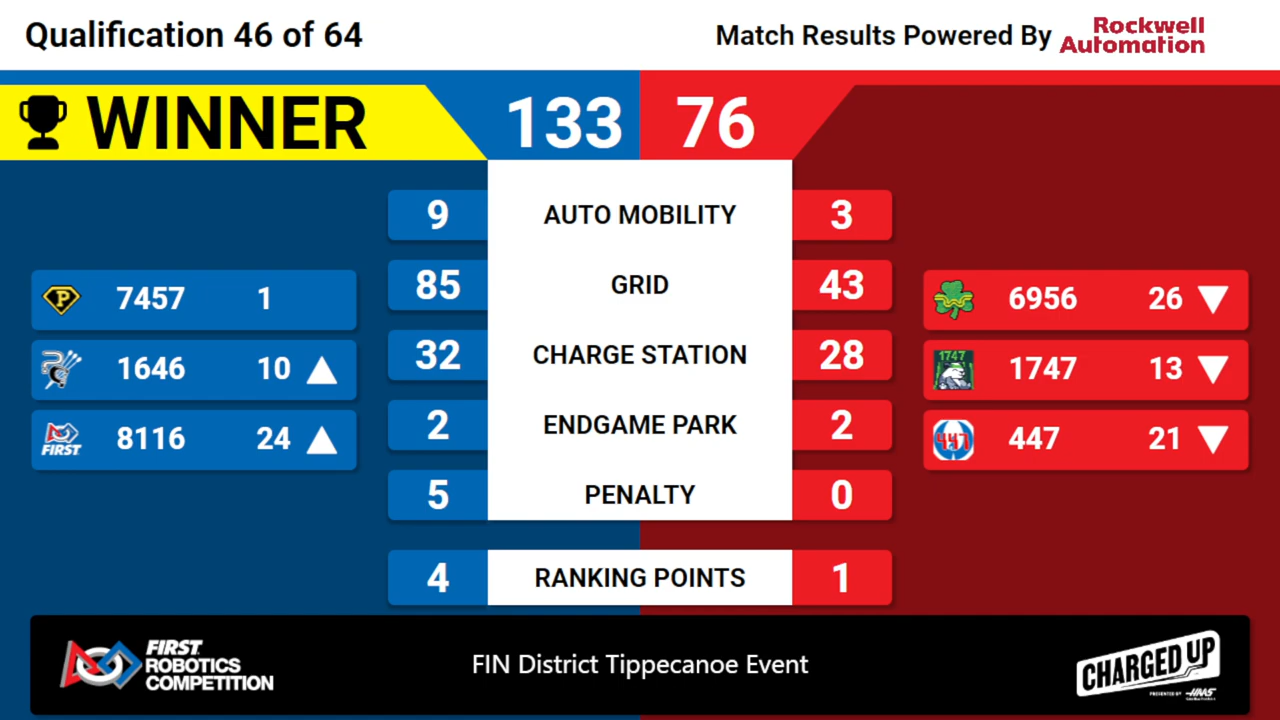 Qualification 46 of 64
Match Results Powered By Rockwell Automation
WINNER 133 76
9 AUTO MOBILITY 3
85 GRID 43
32 CHARGE STATION 28
2 ENDGAME PARK 2
5 PENALTY 0
4 RANKING POINTS 1
P 7457 1
1646 10
FIRST 8116 24
6956 26
1747 1747 13
447 447 21
FIRST ROBOTICS COMPETITION
FIN District Tippecanoe Event
CHARGED UP
PRESENTED BY HAAS